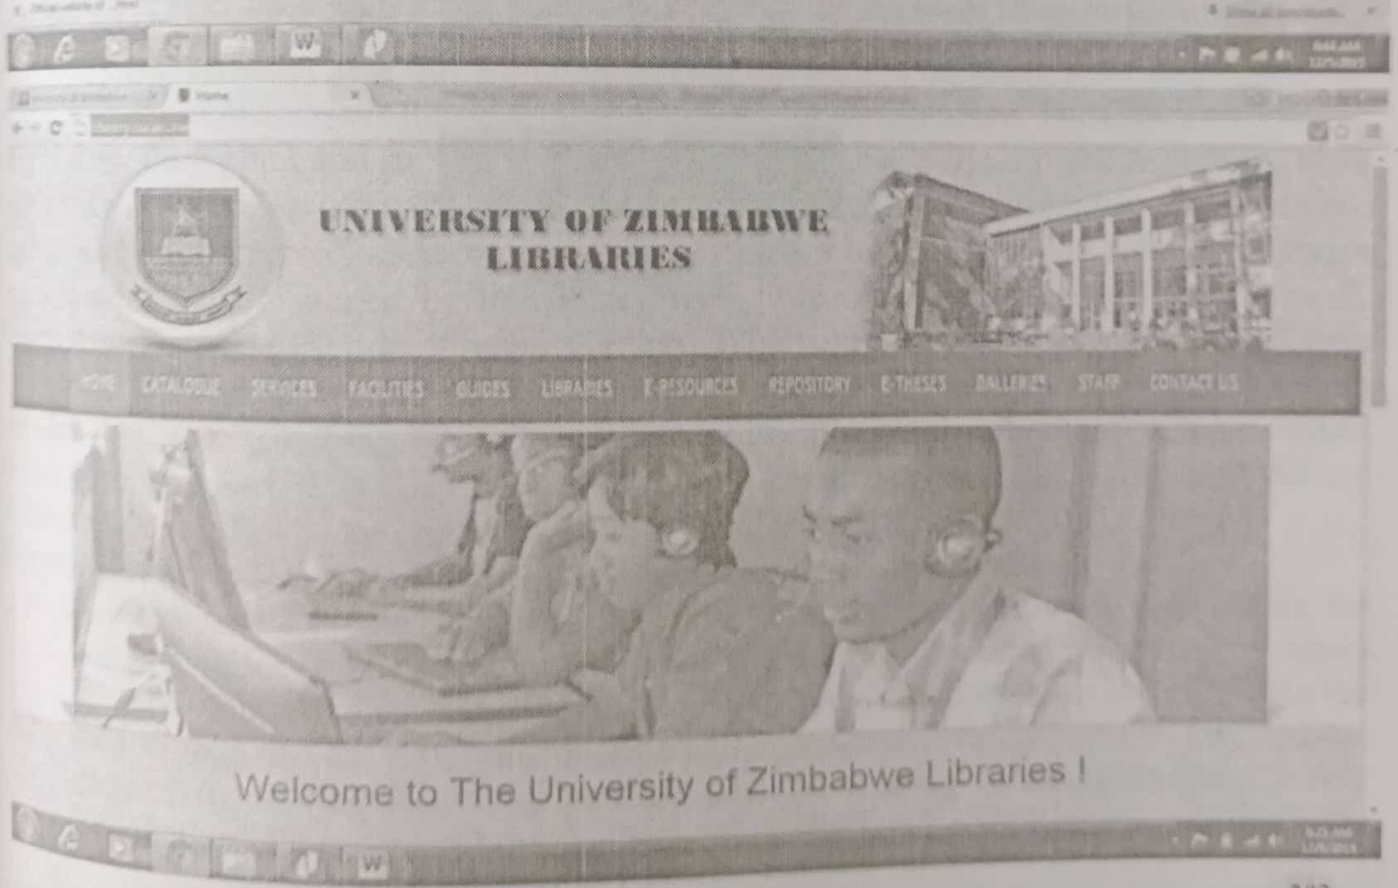 W
Home
UNIVERSITY OF ZIMBABWE
LIBRARIES
HOME CATALOGUE SERVICES FACILITIES GUIDES LIBRARIES E-RESOURCES REPOSITORY E-THESES GALLERIES STAFF CONTACT US
Welcome to The University of Zimbabwe Libraries !
W